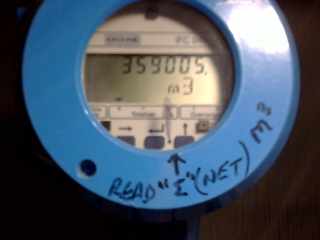 359005.
m3
READ "Σ" (NET) M3